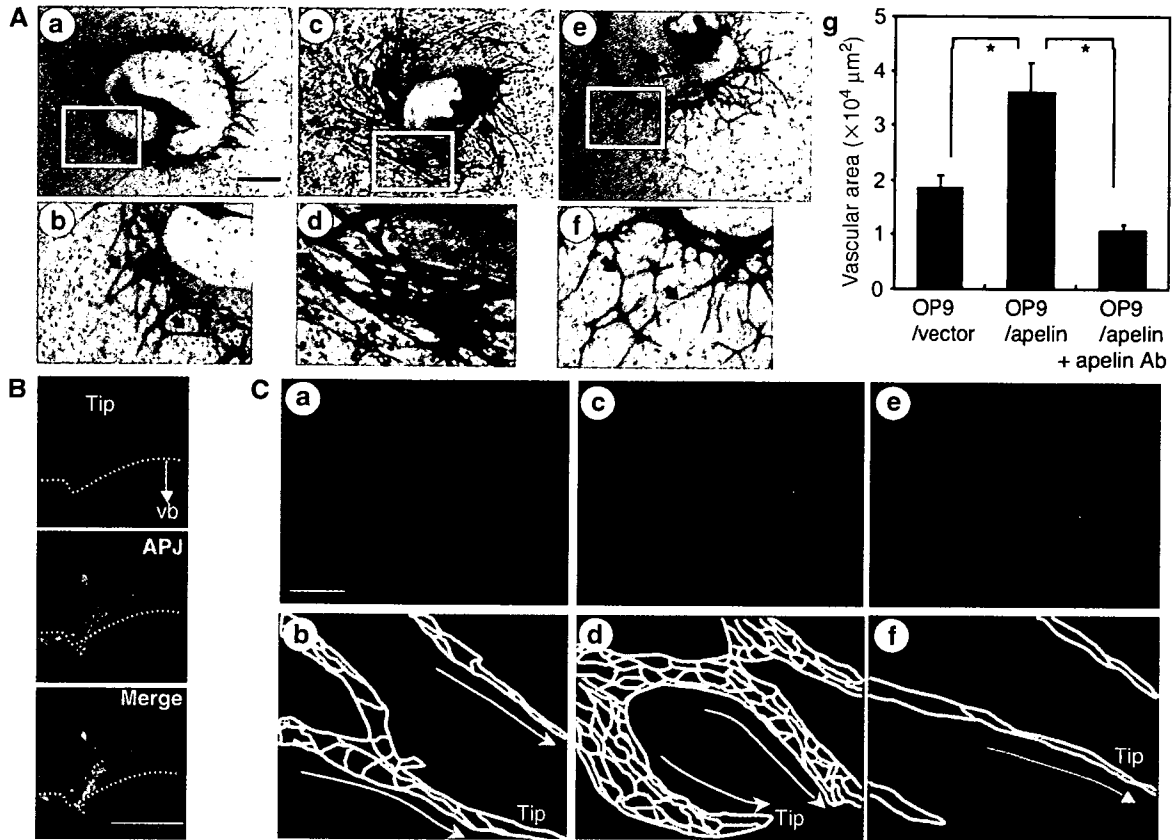 A
a
c
e
b
d
f
g
5
4
3
2
1
0
Vascular area (× 10⁴ μm²)
*
*
OP9
/vector
OP9
/apelin
OP9
/apelin
+ apelin Ab
B
Tip
vb
APJ
Merge
C
a
c
e
b
Tip
d
Tip
f
Tip